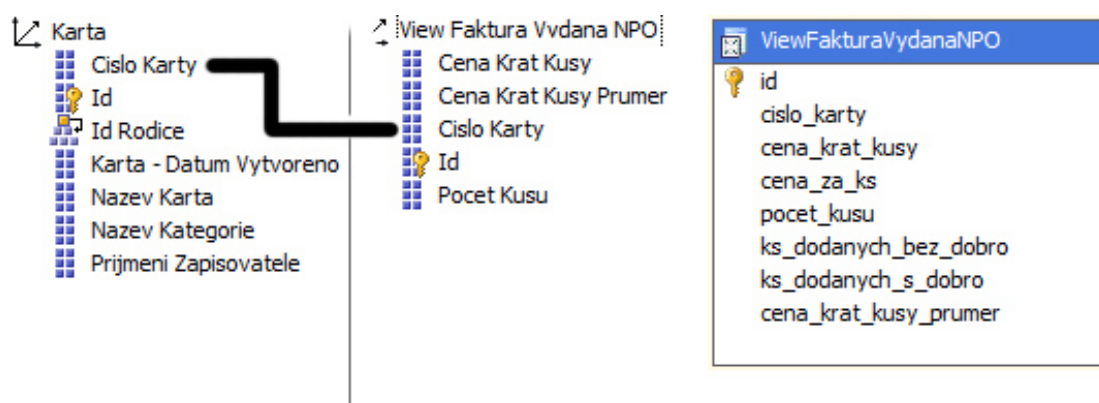 Karta
Cislo Karty
Id
Id Rodice
Karta - Datum Vytvoreno
Nazev Karta
Nazev Kategorie
Prijmeni Zapisovatele
View Faktura Vvdana NPO
Cena Krat Kusy
Cena Krat Kusy Prumer
Cislo Karty
Id
Pocet Kusu
ViewFakturaVydanaNPO
id
cislo_karty
cena_krat_kusy
cena_za_ks
pocet_kusu
ks_dodanych_bez_dobro
ks_dodanych_s_dobro
cena_krat_kusy_prumer